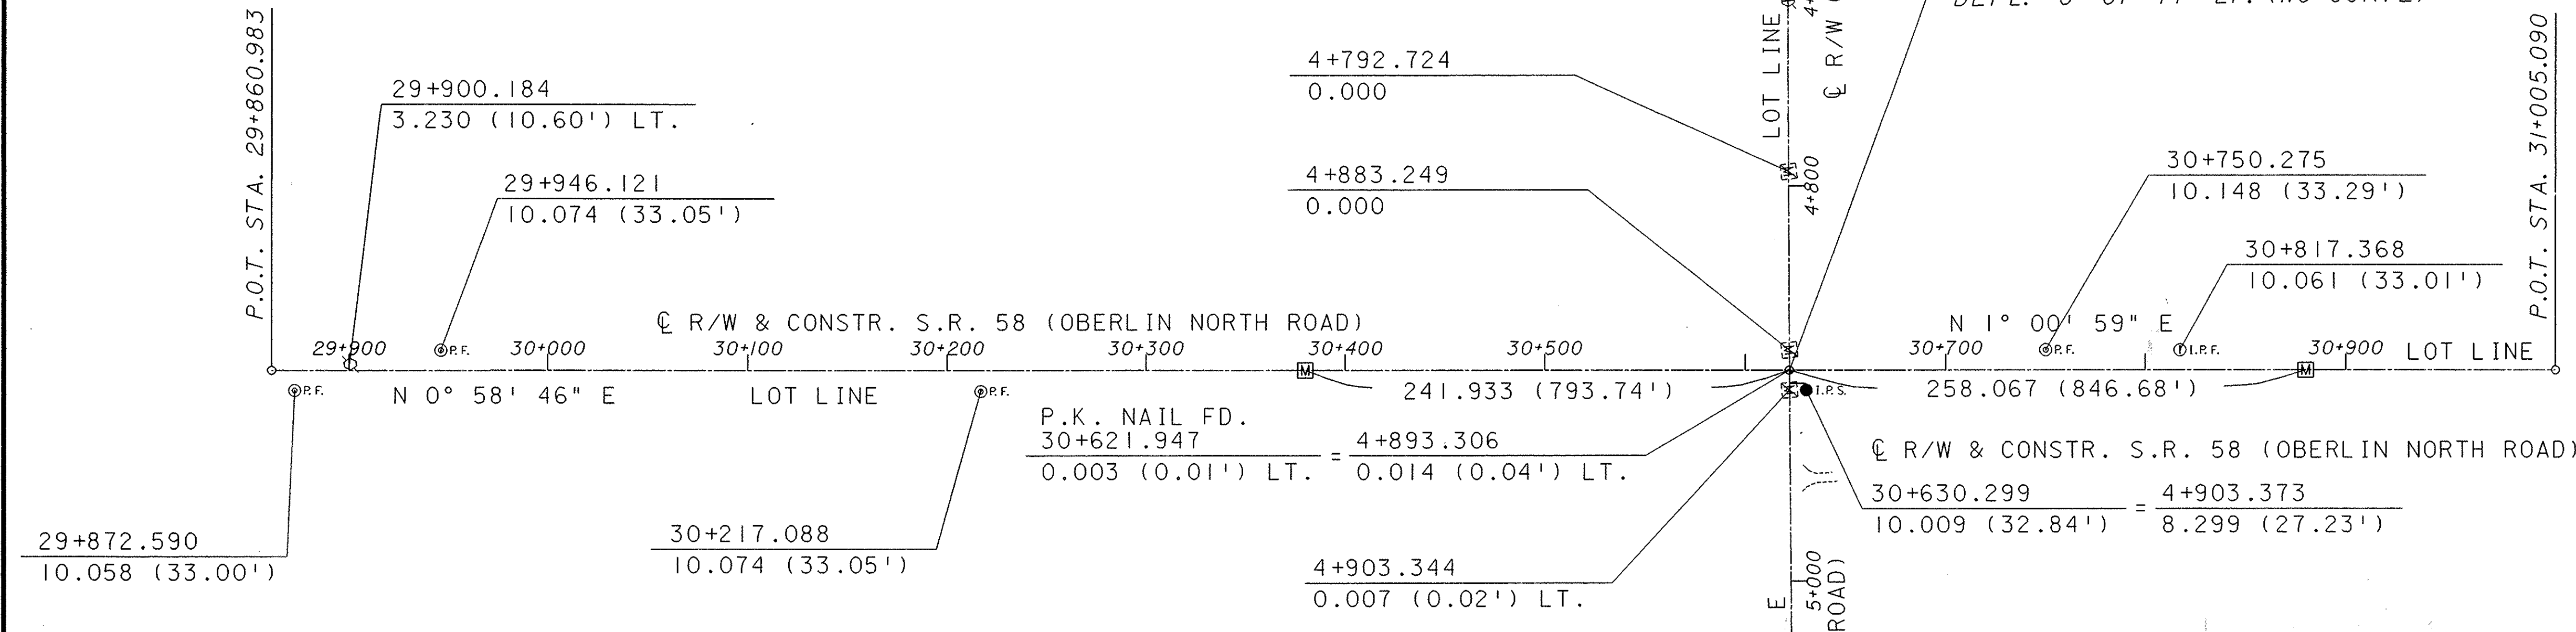 P.O.T. STA. 29+860.983
29+900.184
3.230 (10.60') LT.
29+946.121
10.074 (33.05')
4+792.724
0.000
4+883.249
0.000
LOT LINE
℄ R/W
4+800
30+750.275
10.148 (33.29')
30+817.368
10.061 (33.01')
P.O.T. STA. 31+005.090
℄ R/W & CONSTR. S.R. 58 (OBERLIN NORTH ROAD)
N 1° 00' 59" E
29+900
P.F.
30+000
30+100
30+200
30+300
30+400
30+500
30+700
P.F.
I.P.F.
30+900
LOT LINE
M
M
P.F.
N 0° 58' 46" E
LOT LINE
P.F.
241.933 (793.74')
I.P.S.
258.067 (846.68')
P.K. NAIL FD.
30+621.947 = 4+893.306
0.003 (0.01') LT. 0.014 (0.04') LT.
℄ R/W & CONSTR. S.R. 58 (OBERLIN NORTH ROAD)
30+630.299 = 4+903.373
10.009 (32.84') 8.299 (27.23')
29+872.590
10.058 (33.00')
30+217.088
10.074 (33.05')
4+903.344
0.007 (0.02') LT.
E
5+000
ROAD)